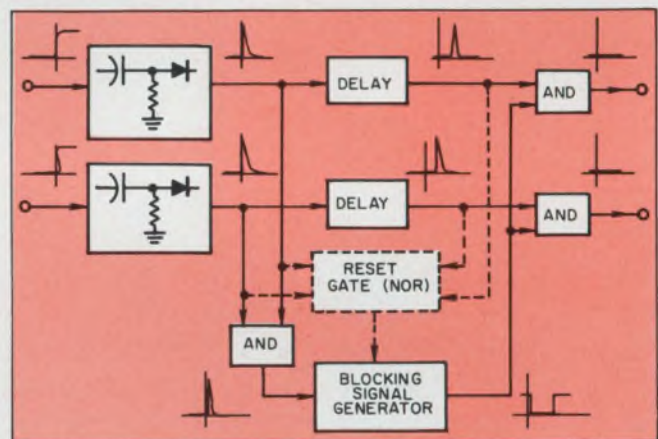 DELAY
AND
DELAY
AND
RESET
GATE (NOR)
AND
BLOCKING
SIGNAL
GENERATOR